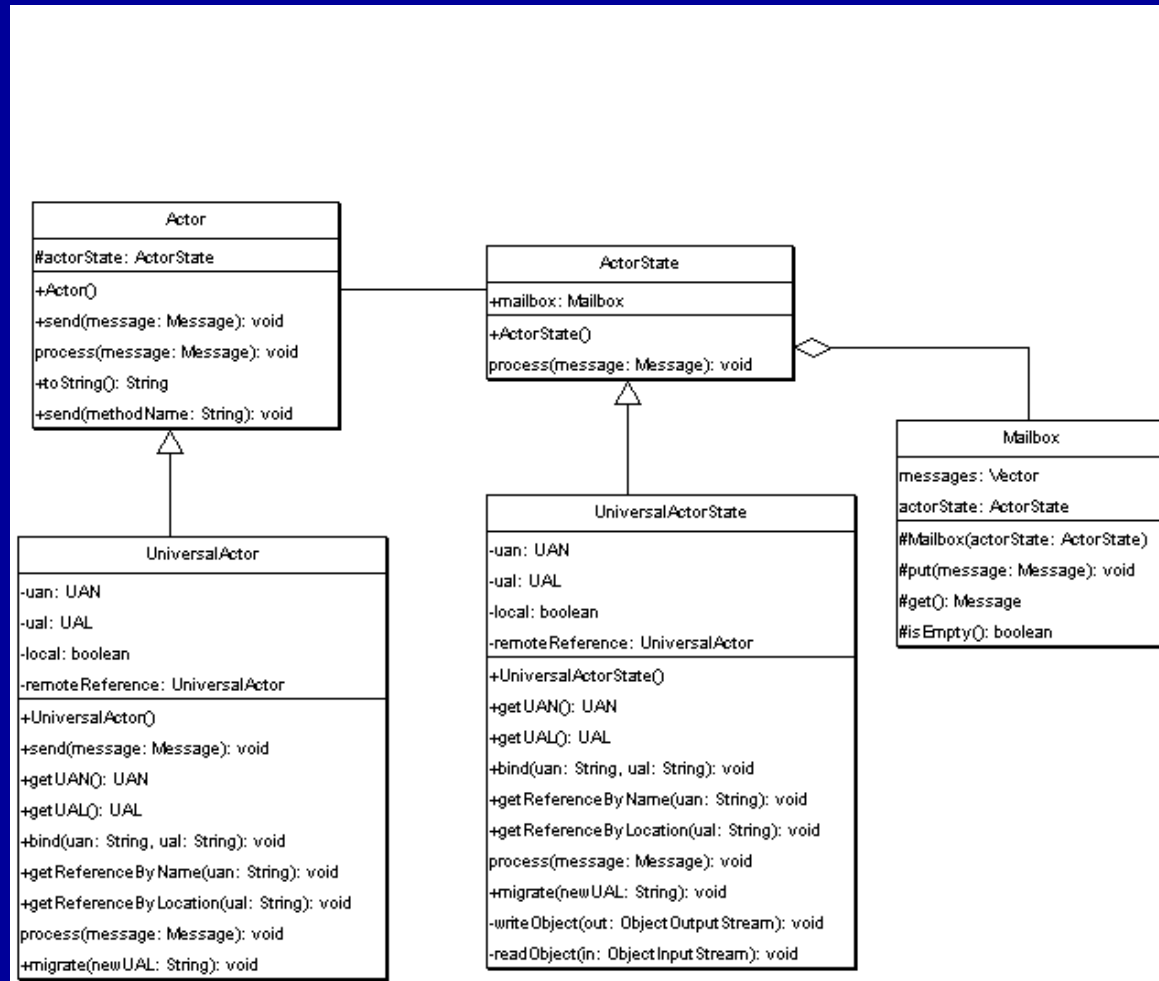 Actor
#actorState: ActorState
+Actor()
+send(message: Message): void
process(message: Message): void
+toString(): String
+send(methodName: String): void
ActorState
+mailbox: Mailbox
+ActorState()
process(message: Message): void
Mailbox
messages: Vector
actorState: ActorState
#Mailbox(actorState: ActorState)
#put(message: Message): void
#get(): Message
#isEmpty(): boolean
UniversalActor
-uan: UAN
-ual: UAL
-local: boolean
-remoteReference: UniversalActor
+UniversalActor()
+send(message: Message): void
+getUAN(): UAN
+getUAL(): UAL
+bind(uan: String, ual: String): void
+getReferenceByName(uan: String): void
+getReferenceByLocation(ual: String): void
process(message: Message): void
+migrate(newUAL: String): void
UniversalActorState
-uan: UAN
-ual: UAL
-local: boolean
-remoteReference: UniversalActor
+UniversalActorState()
+getUAN(): UAN
+getUAL(): UAL
+bind(uan: String, ual: String): void
+getReferenceByName(uan: String): void
+getReferenceByLocation(ual: String): void
process(message: Message): void
+migrate(newUAL: String): void
-writeObject(out: ObjectOutputStream): void
-readObject(in: ObjectInputStream): void